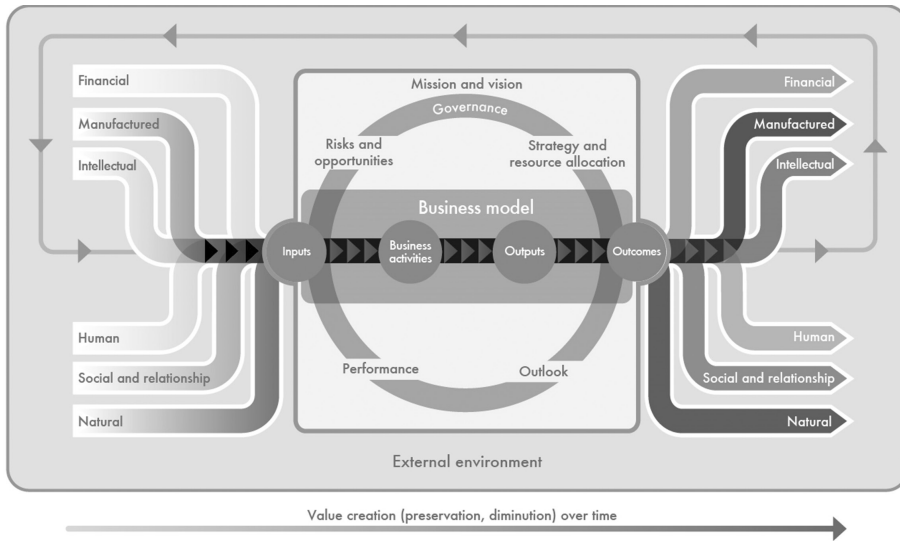 Financial
Manufactured
Intellectual
Human
Social and relationship
Natural
Mission and vision
Governance
Risks and
opportunities
Strategy and
resource allocation
Business model
Inputs
Business
activities
Outputs
Outcomes
Performance
Outlook
Financial
Manufactured
Intellectual
Human
Social and relationship
Natural
External environment
Value creation (preservation, diminution) over time